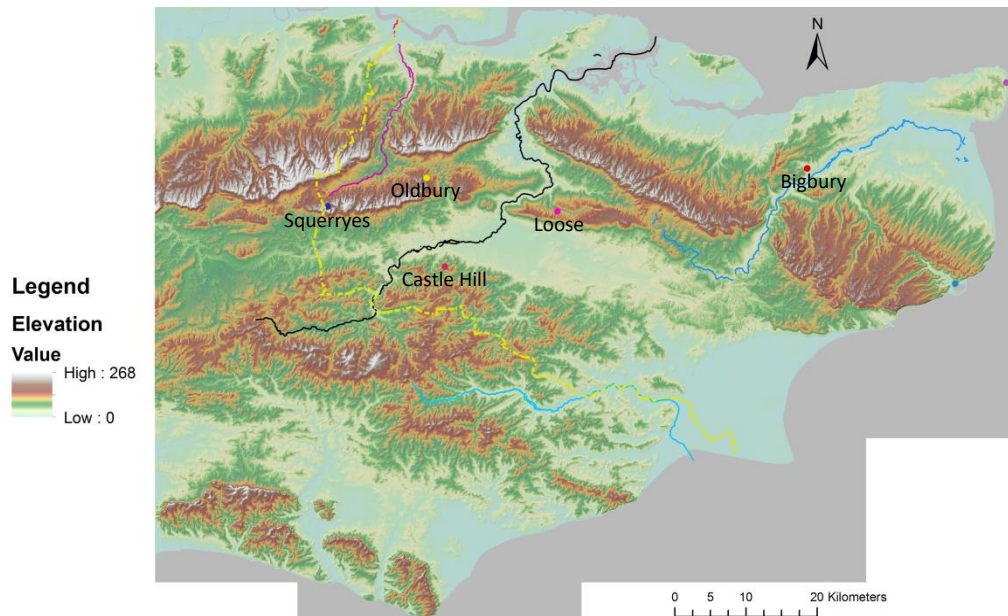 N
Bigbury
Oldbury
Squerryes
Loose
Castle Hill
Legend
Elevation
Value
High : 268
Low : 0
0 5 10 20 Kilometers